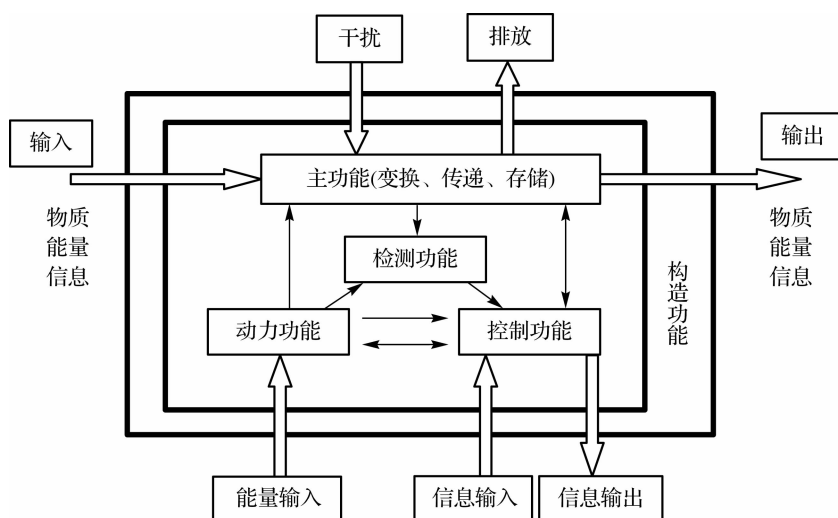 干扰
排放
输入
输出
主功能(变换、传递、存储)
物质
能量
信息
物质
能量
信息
检测功能
构造功能
动力功能
控制功能
能量输入
信息输入
信息输出